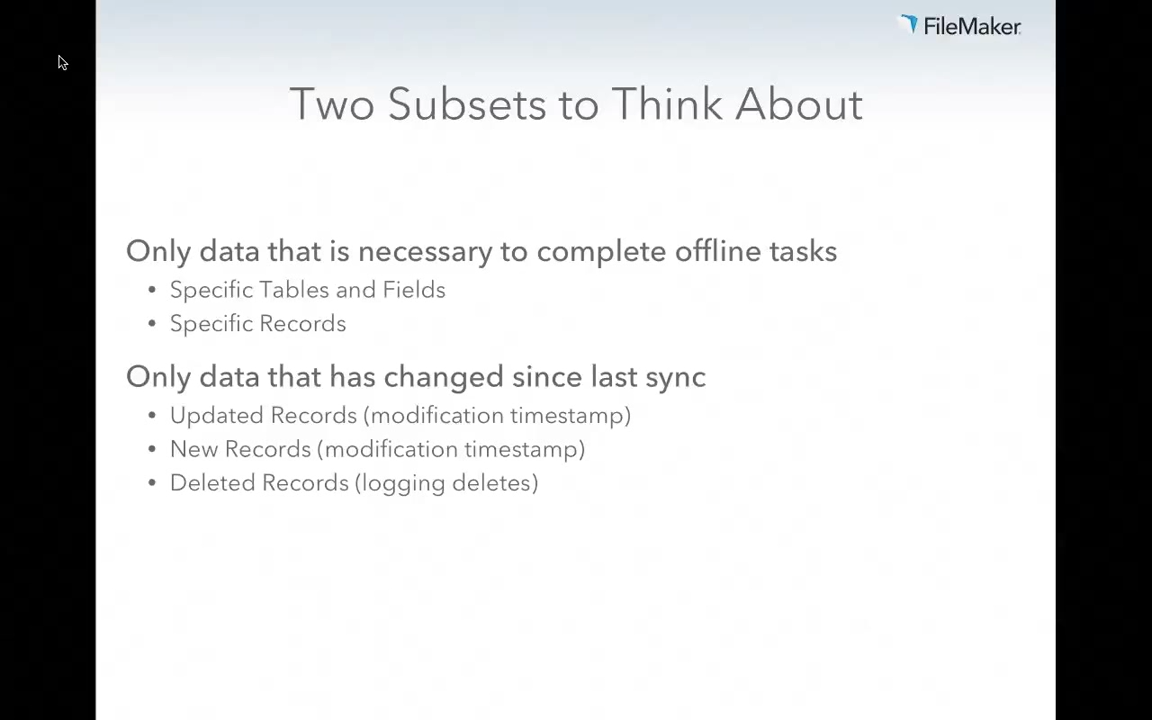 FileMaker
Two Subsets to Think About
Only data that is necessary to complete offline tasks
• Specific Tables and Fields
• Specific Records
Only data that has changed since last sync
• Updated Records (modification timestamp)
• New Records (modification timestamp)
• Deleted Records (logging deletes)